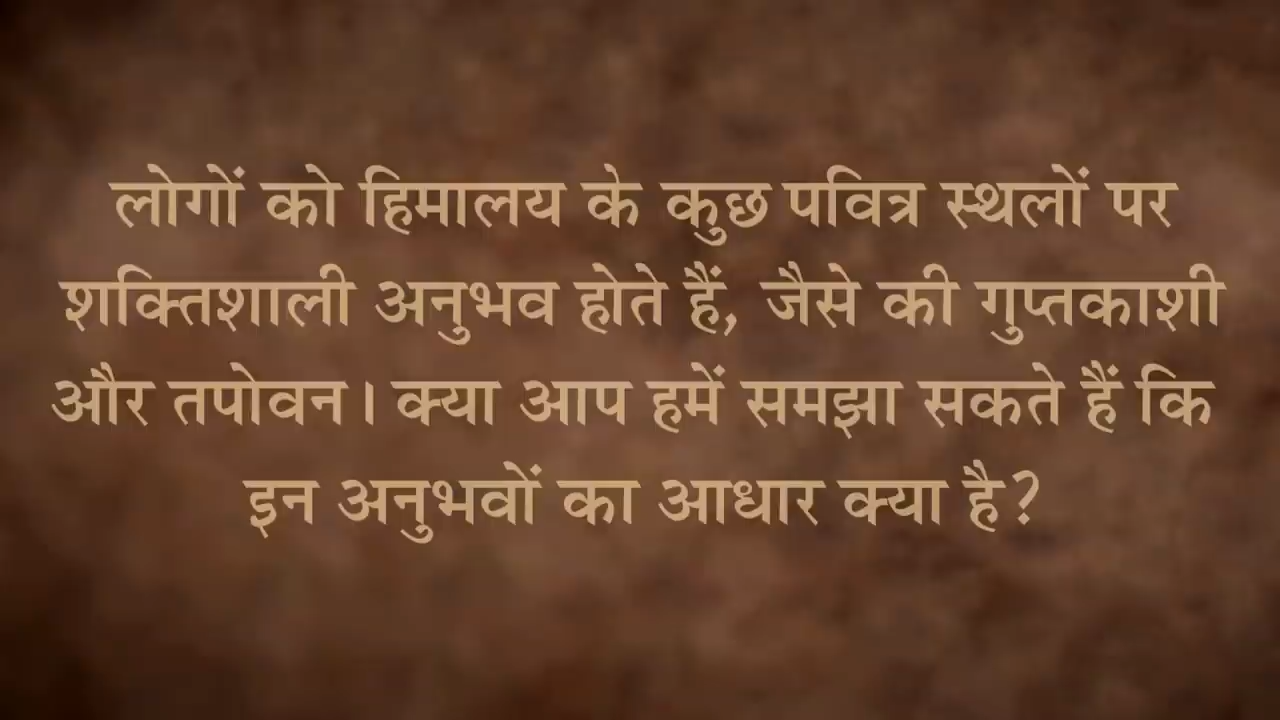 लोगों को हिमालय के कुछ पवित्र स्थलों पर
शक्तिशाली अनुभव होते हैं, जैसे की गुप्तकाशी
और तपोवन। क्या आप हमें समझा सकते हैं कि
इन अनुभवों का आधार क्या है?